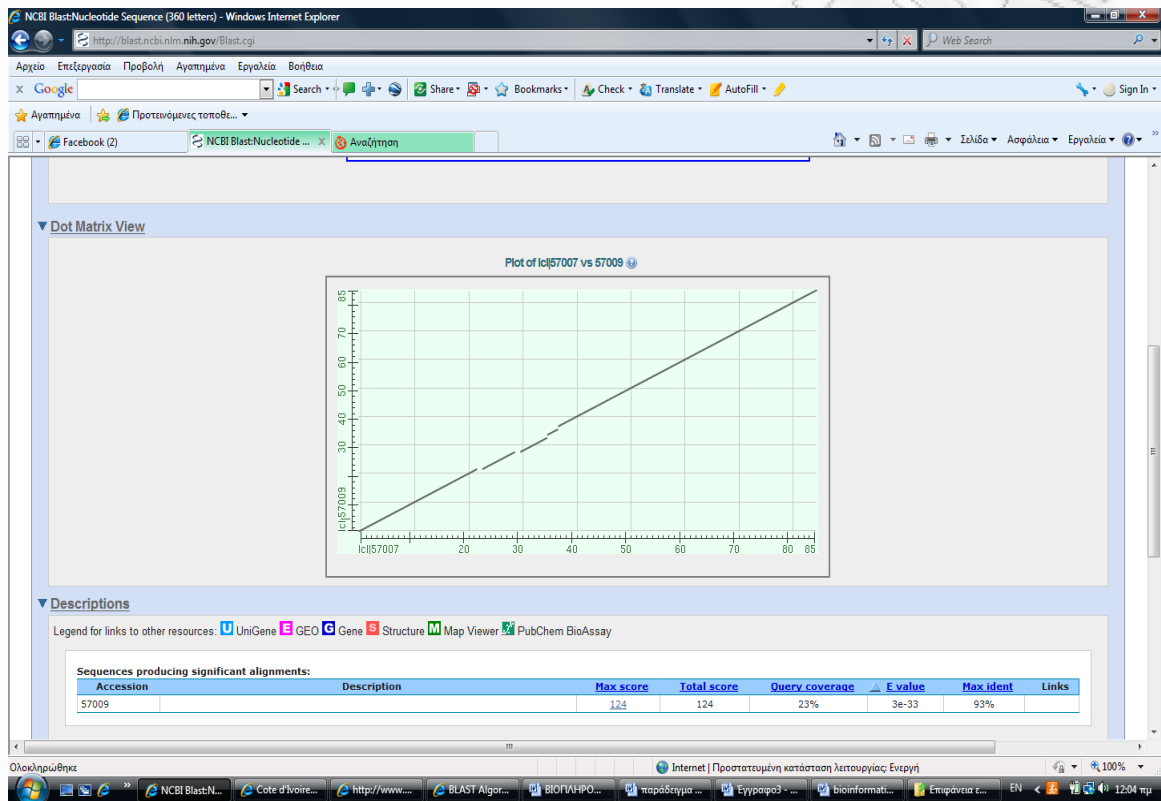 NCBI Blast:Nucleotide Sequence (360 letters) - Windows Internet Explorer
http://blast.ncbi.nlm.nih.gov/Blast.cgi Web Search
Αρχείο Επεξεργασία Προβολή Αγαπημένα Εργαλεία Βοήθεια
x Google Search Share Bookmarks Check Translate AutoFill Sign In
Αγαπημένα Προτεινόμενες τοποθε...
Facebook (2) NCBI Blast:Nucleotide ... X Αναζήτηση Σελίδα Ασφάλεια Εργαλεία »
Dot Matrix View
Plot of lcl|57007 vs 57009
85
70
60
50
40
30
lcl|57009
lcl|57007 20 30 40 50 60 70 80 85
Descriptions
Legend for links to other resources: U UniGene E GEO G Gene S Structure M Map Viewer PubChem BioAssay
Sequences producing significant alignments:
Accession Description Max score Total score Query coverage E value Max ident Links
57009 124 124 23% 3e-33 93%
Ολοκληρώθηκε Internet | Προστατευμένη κατάσταση λειτουργίας: Ενεργή 100%
» NCBI Blast:N... Cote d'Ivoire... http://www.... BLAST Algor... ΒΙΟΠΛΗΡΟ... παράδειγμα ... Εγγραφο3 - ... bioinformati... Επιφάνεια ε... EN 12:04 πμ